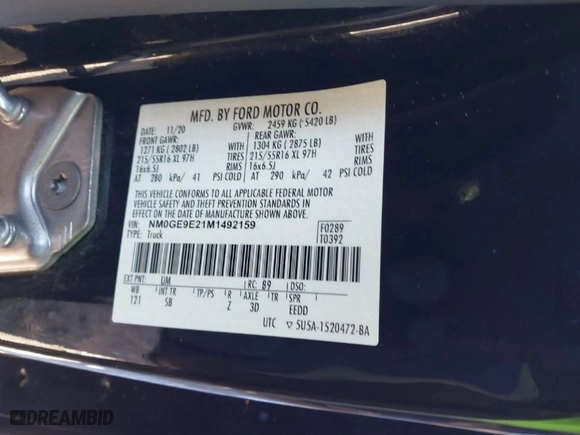 MFD. BY FORD MOTOR CO.
DATE: 11/20 GVWR: 2459 KG ( 5420 LB)
FRONT GAWR: REAR GAWR:
1271 KG ( 2802 LB) WITH 1304 KG ( 2875 LB) WITH
215/55R16 XL 97H TIRES 215/55R16 XL 97H TIRES
16x6.5J RIMS 16x6.5J RIMS
AT 280 kPa/ 41 PSI COLD AT 290 kPa/ 42 PSI COLD
THIS VEHICLE CONFORMS TO ALL APPLICABLE FEDERAL MOTOR
VEHICLE SAFETY AND THEFT PREVENTION STANDARDS IN
EFFECT ON THE DATE OF MANUFACTURE SHOWN ABOVE.
VIN: NM0GE9E21M1492159 F0289
TYPE: Truck T0392
EXT PNT: UM RC: 89 DSO:
WB INT TR TP/PS R AXLE TR SPR
121 SB Z 3D EEDD
UTC 5U5A-1520472-BA
DREAMBID